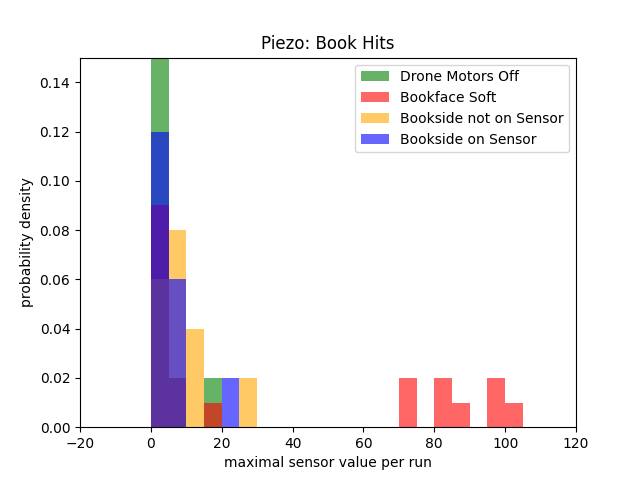 Piezo: Book Hits
Drone Motors Off
Bookface Soft
Bookside not on Sensor
Bookside on Sensor
probability density
0.14
0.12
0.10
0.08
0.06
0.04
0.02
0.00
−20 0 20 40 60 80 100 120
maximal sensor value per run